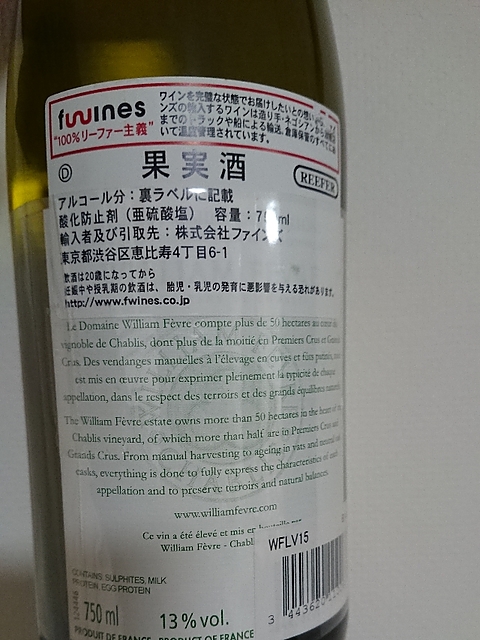 fwines
"100%リーファー主義"
ワインを完璧な状態でお届けしたいとの想い
ンズの輸入するワインは造り手・ネゴシアンから
までのトラックや船による輸送、倉庫保管のすべてにお
いて温度管理されています。
D
果実酒
REEFER
アルコール分：裏ラベルに記載
酸化防止剤（亜硫酸塩） 容量：750ml
輸入者及び引取先：株式会社ファインズ
東京都渋谷区恵比寿4丁目6-1
飲酒は20歳になってから
妊娠中や授乳期の飲酒は、胎児・乳児の発育に悪影響を与える恐れがあります。
http://www.fwines.co.jp
Le Domaine William Fèvre compte plus de 50 hectares au cœur du
vignoble de Chablis, dont plus de la moitié en Premiers Crus et Grands
Crus. Des vendanges manuelles à l'élevage en cuves et fûts patinés, tout
est mis en œuvre pour exprimer pleinement la typicité de chaque
appellation, dans le respect des terroirs et des grands équilibres naturels.
The William Fèvre estate owns more than 50 hectares in the heart of the
Chablis vineyard, of which more than half are in Premiers Crus and
Grands Crus. From manual harvesting to ageing in vats and neutral oak
casks, everything is done to fully express the characteristics of each
appellation and to preserve terroirs and natural balances.
www.williamfevre.com
Ce vin a été élevé et mis en bouteille par
William Fèvre - Chabli
WFLV15
CONTAINS: SULPHITES, MILK
PROTEIN, EGG PROTEIN
750 ml
13% vol.
3 443620
PRODUIT DE FRANCE - PRODUCT OF FRANCE